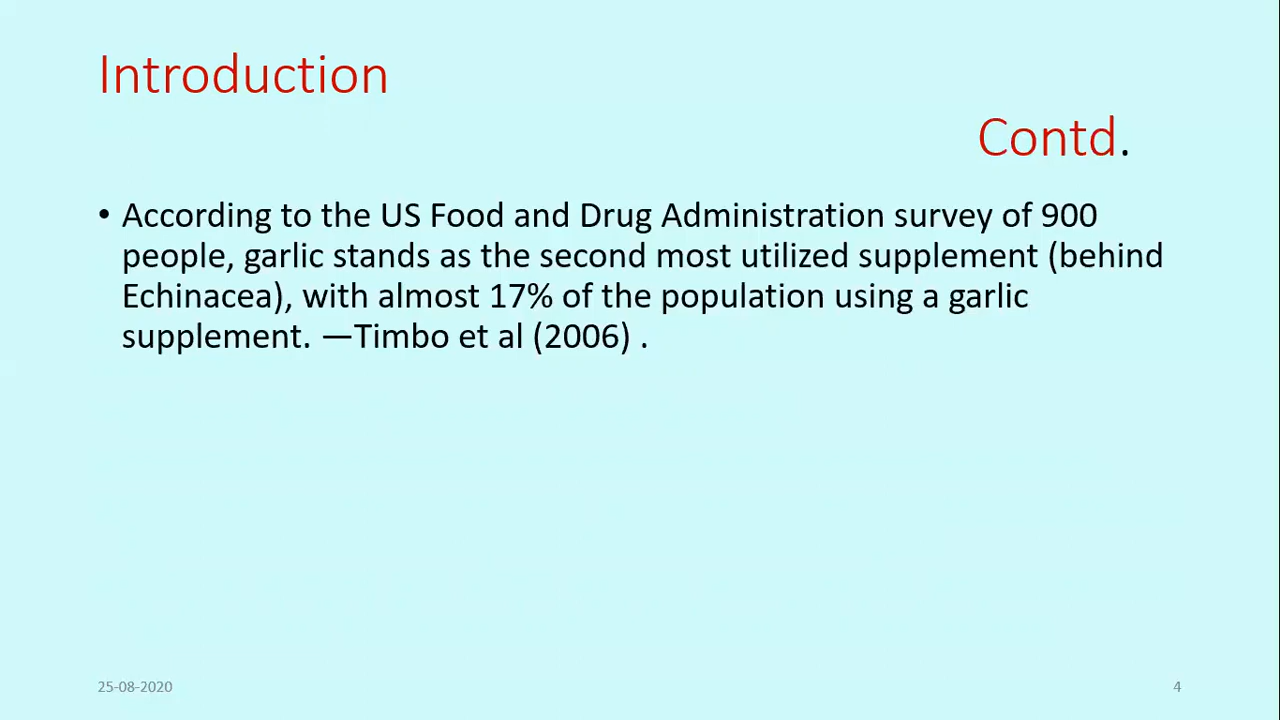 Introduction
Contd.
• According to the US Food and Drug Administration survey of 900
people, garlic stands as the second most utilized supplement (behind
Echinacea), with almost 17% of the population using a garlic
supplement. —Timbo et al (2006) .
25-08-2020
4